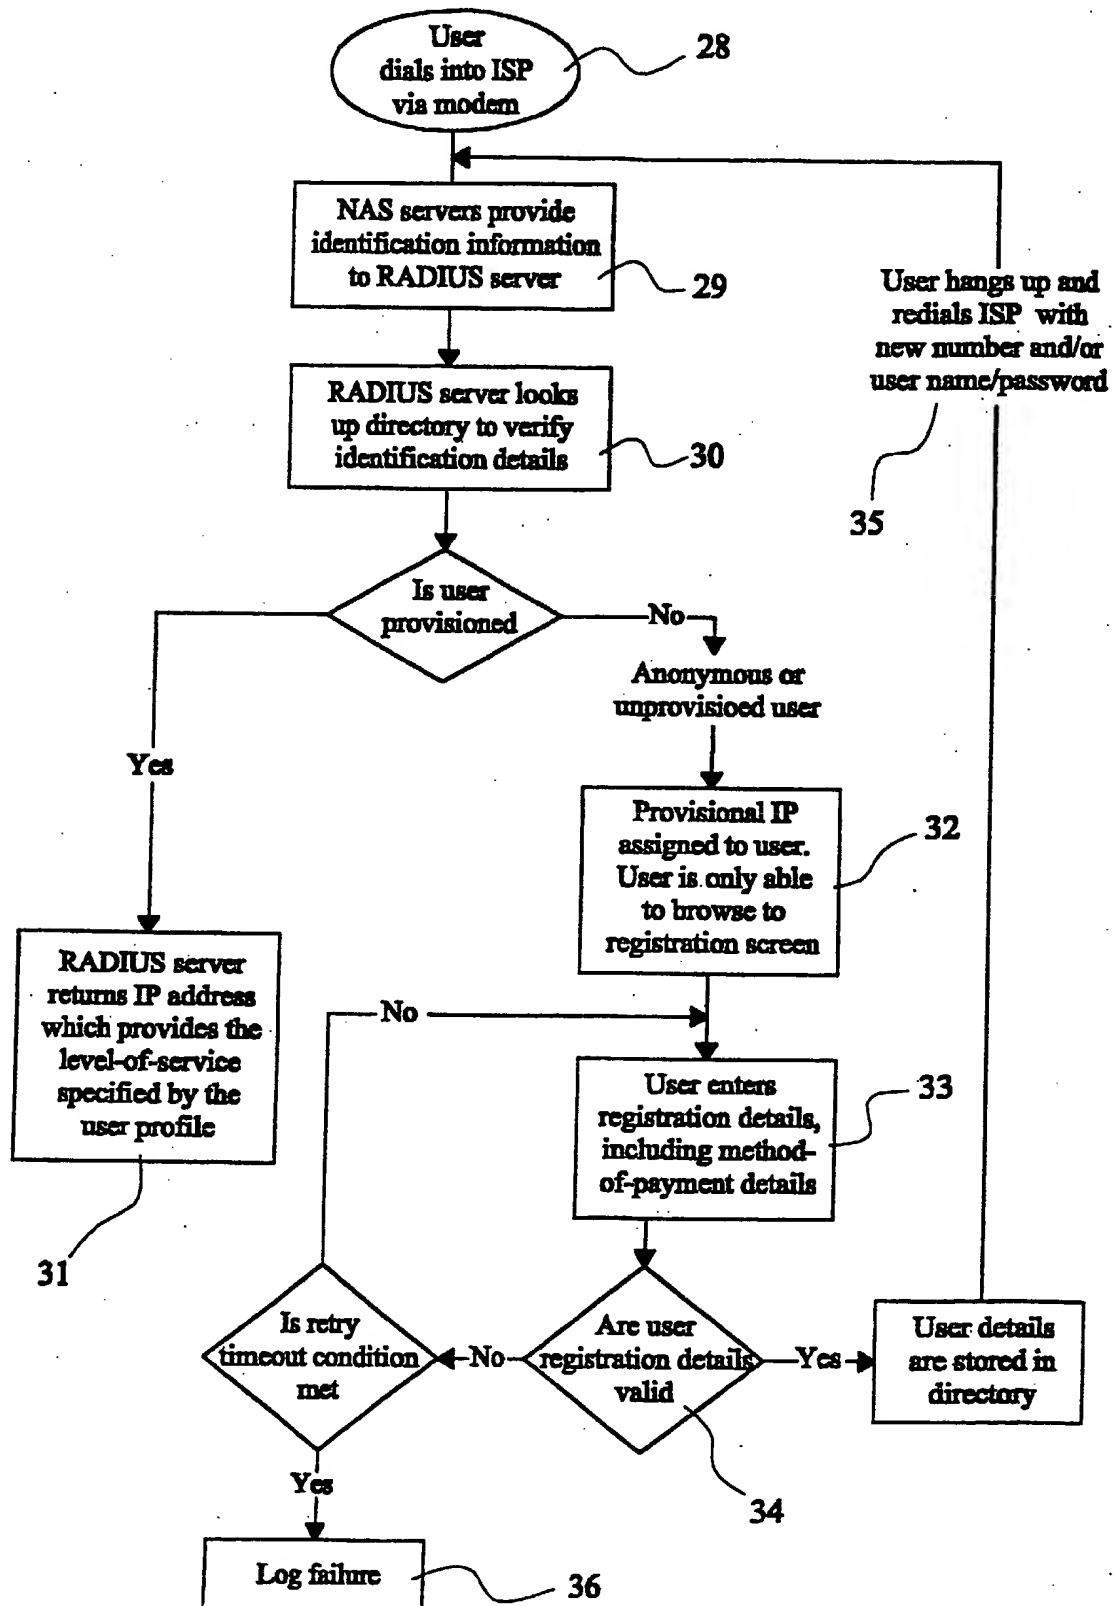 User
dials into ISP
via modem
28
NAS servers provide
identification information
to RADIUS server
29
User hangs up and
redials ISP with
new number and/or
user name/password
35
RADIUS server looks
up directory to verify
identification details
30
Is user
provisioned
No
Anonymous or
unprovisioed user
Yes
Provisional IP
assigned to user.
User is only able
to browse to
registration screen
32
RADIUS server
returns IP address
which provides the
level-of-service
specified by the
user profile
31
No
User enters
registration details,
including method-
of-payment details
33
Is retry
timeout condition
met
No
Are user
registration details
valid
34
Yes
User details
are stored in
directory
Yes
Log failure
36